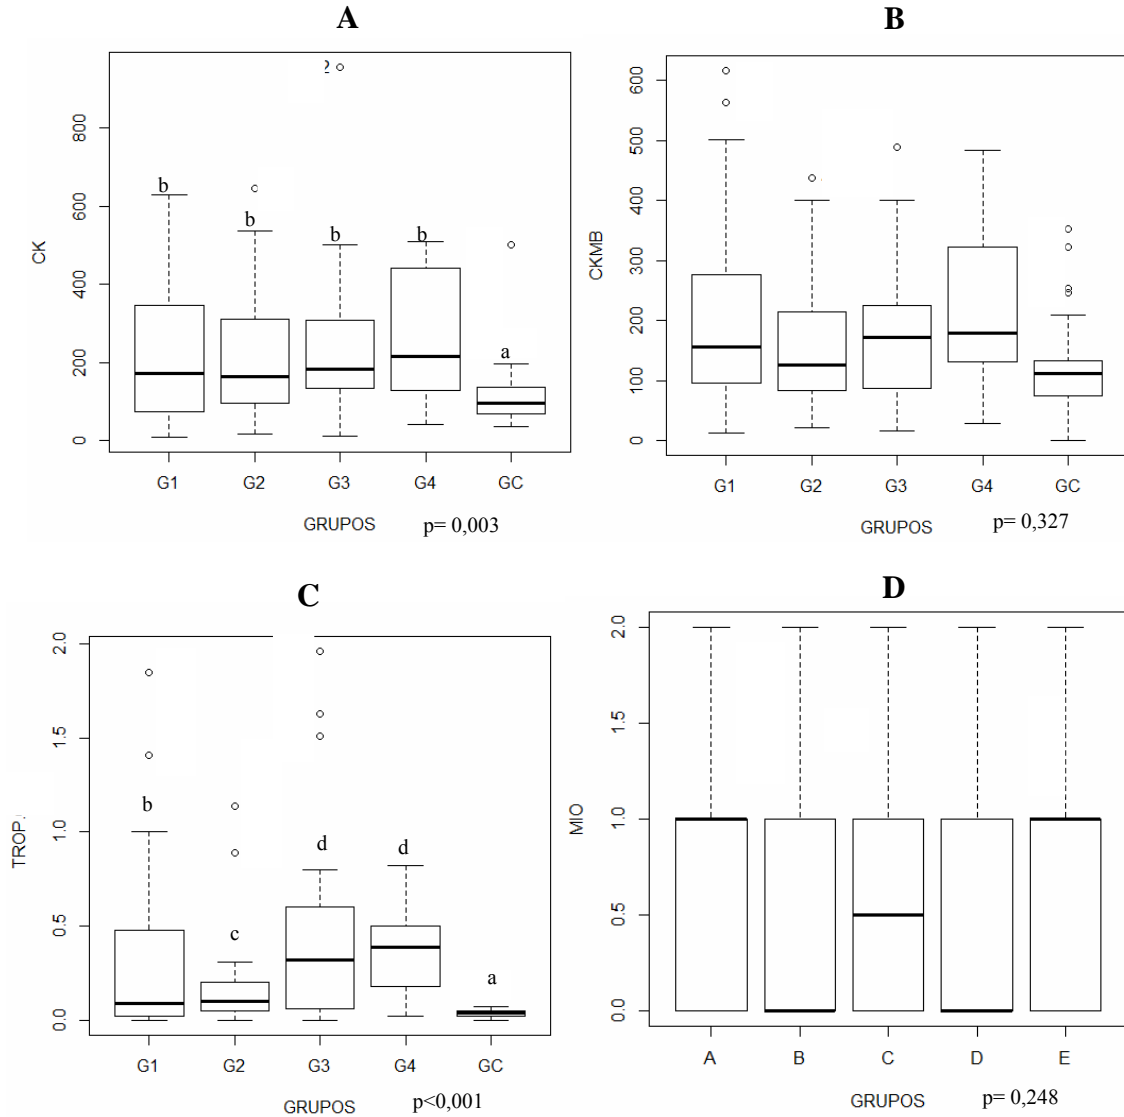 A
CK
0
200
400
600
800
b
b
b
b
a
G1
G2
G3
G4
GC
GRUPOS
p= 0,003
B
CKMB
0
100
200
300
400
500
600
G1
G2
G3
G4
GC
GRUPOS
p= 0,327
C
TROP.
0.0
0.5
1.0
1.5
2.0
b
c
d
d
a
G1
G2
G3
G4
GC
GRUPOS
p<0,001
D
MIO
0.0
0.5
1.0
1.5
2.0
A
B
C
D
E
GRUPOS
p= 0,248